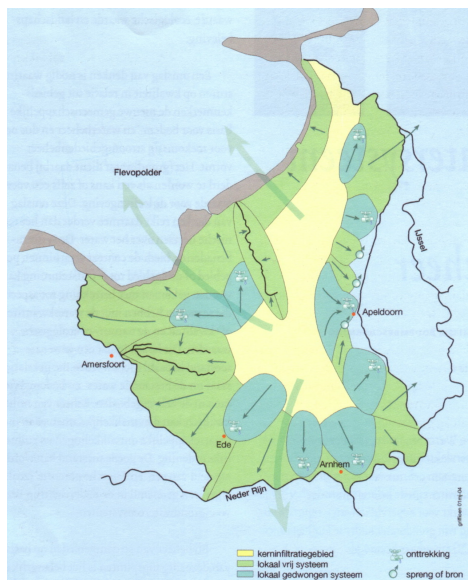 Flevopolder
IJssel
Apeldoorn
Amersfoort
Ede
Arnhem
Neder Rijn
kerninfiltratiegebied
lokaal vrij systeem
lokaal gedwongen systeem
onttrekking
spreng of bron